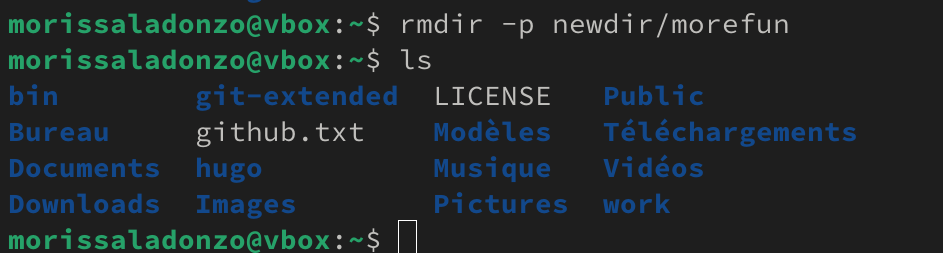 morissaladonzo@vbox:~$ rmdir -p newdir/morefun
morissaladonzo@vbox:~$ ls
bin git-extended LICENSE Public
Bureau github.txt Modèles Téléchargements
Documents hugo Musique Vidéos
Downloads Images Pictures work
morissaladonzo@vbox:~$